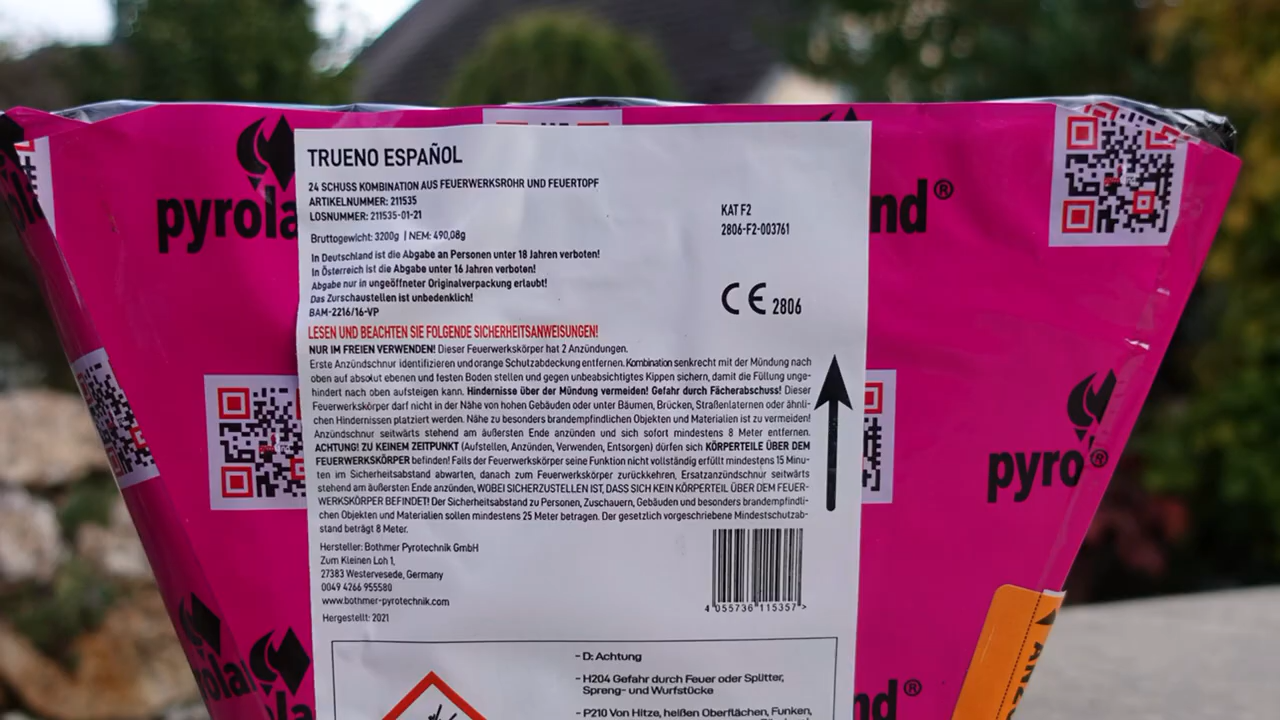 TRUENO ESPAÑOL
24 SCHUSS KOMBINATION AUS FEUERWERKSROHR UND FEUERTOPF
ARTIKELNUMMER: 211535
LOSNUMMER: 211535-01-21
Bruttogewicht: 3200g | NEM: 490,08g
KAT F2
2806-F2-003761
In Deutschland ist die Abgabe an Personen unter 18 Jahren verboten!
In Österreich ist die Abgabe unter 16 Jahren verboten!
Abgabe nur in ungeöffneter Originalverpackung erlaubt!
Das Zurschaustellen ist unbedenklich!
BAM-2216/16-VP
CE 2806
LESEN UND BEACHTEN SIE FOLGENDE SICHERHEITSANWEISUNGEN!
NUR IM FREIEN VERWENDEN! Dieser Feuerwerkskörper hat 2 Anzündungen.
Erste Anzündschnur identifizieren und orange Schutzabdeckung entfernen. Kombination senkrecht mit der Mündung nach
oben auf absolut ebenen und festen Boden stellen und gegen unbeabsichtigtes Kippen sichern, damit die Füllung unge-
hindert nach oben aufsteigen kann. Hindernisse über der Mündung vermeiden! Gefahr durch Fächerabschuss! Dieser
Feuerwerkskörper darf nicht in der Nähe von hohen Gebäuden oder unter Bäumen, Brücken, Straßenlaternen oder ähnli-
chen Hindernissen platziert werden. Nähe zu besonders brandempfindlichen Objekten und Materialien ist zu vermeiden!
Anzündschnur seitwärts stehend am äußersten Ende anzünden und sich sofort mindestens 8 Meter entfernen.
ACHTUNG! ZU KEINEM ZEITPUNKT (Aufstellen, Anzünden, Verwenden, Entsorgen) dürfen sich KÖRPERTEILE ÜBER DEM
FEUERWERKSKÖRPER befinden! Falls der Feuerwerkskörper seine Funktion nicht vollständig erfüllt mindestens 15 Minu-
ten im Sicherheitsabstand abwarten, danach zum Feuerwerkskörper zurückkehren, Ersatzanzündschnur seitwärts
stehend am äußersten Ende anzünden, WOBEI SICHERZUSTELLEN IST, DASS SICH KEIN KÖRPERTEIL ÜBER DEM FEUER-
WERKSKÖRPER BEFINDET! Der Sicherheitsabstand zu Personen, Zuschauern, Gebäuden und besonders brandempfindli-
chen Objekten und Materialien sollen mindestens 25 Meter betragen. Der gesetzlich vorgeschriebene Mindestschutzab-
stand beträgt 8 Meter.
Hersteller: Bothmer Pyrotechnik GmbH
Zum Kleinen Loh 1,
27383 Westervesede, Germany
0049 4266 955580
www.bothmer-pyrotechnik.com
Hergestellt: 2021
4 055736 115357 >
- D: Achtung
- H204 Gefahr durch Feuer oder Splitter,
Spreng- und Wurfstücke
- P210 Von Hitze, heißen Oberflächen, Funken,
pyrola
nd®
pyro®
pyrola
nd®